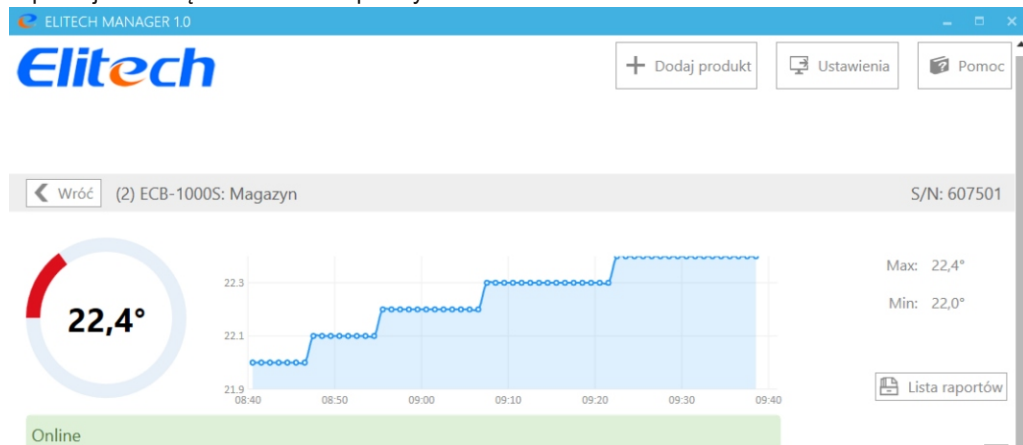 ELITECH MANAGER 1.0
Elitech
Dodaj produkt
Ustawienia
Pomoc
Wróć (2) ECB-1000S: Magazyn S/N: 607501
22,4°
22.3
22.1
21.9
08:40 08:50 09:00 09:10 09:20 09:30 09:40
Max: 22,4°
Min: 22,0°
Lista raportów
Online